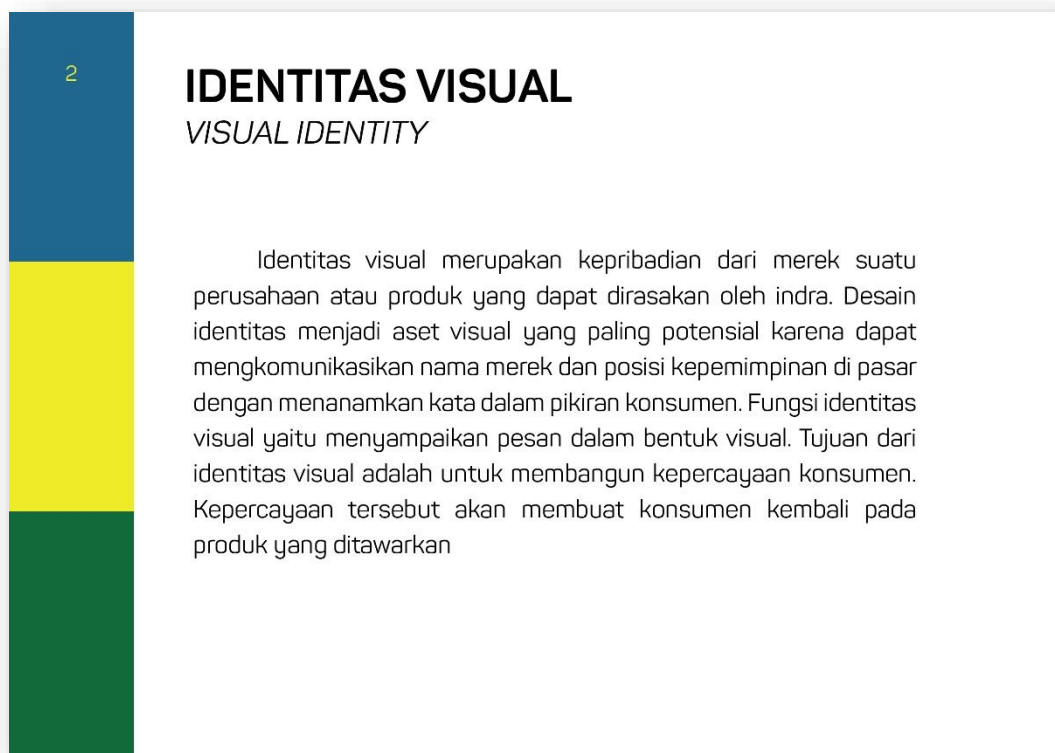 2
IDENTITAS VISUAL
VISUAL IDENTITY
Identitas visual merupakan kepribadian dari merek suatu
perusahaan atau produk yang dapat dirasakan oleh indra. Desain
identitas menjadi aset visual yang paling potensial karena dapat
mengkomunikasikan nama merek dan posisi kepemimpinan di pasar
dengan menanamkan kata dalam pikiran konsumen. Fungsi identitas
visual yaitu menyampaikan pesan dalam bentuk visual. Tujuan dari
identitas visual adalah untuk membangun kepercayaan konsumen.
Kepercayaan tersebut akan membuat konsumen kembali pada
produk yang ditawarkan